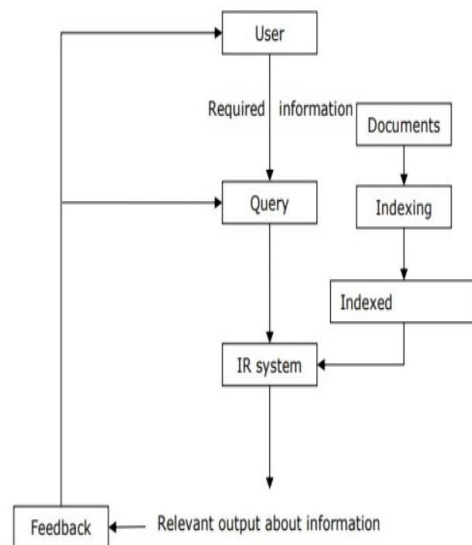 User
Required information
Documents
Query
Indexing
Indexed
IR system
Relevant output about information
Feedback